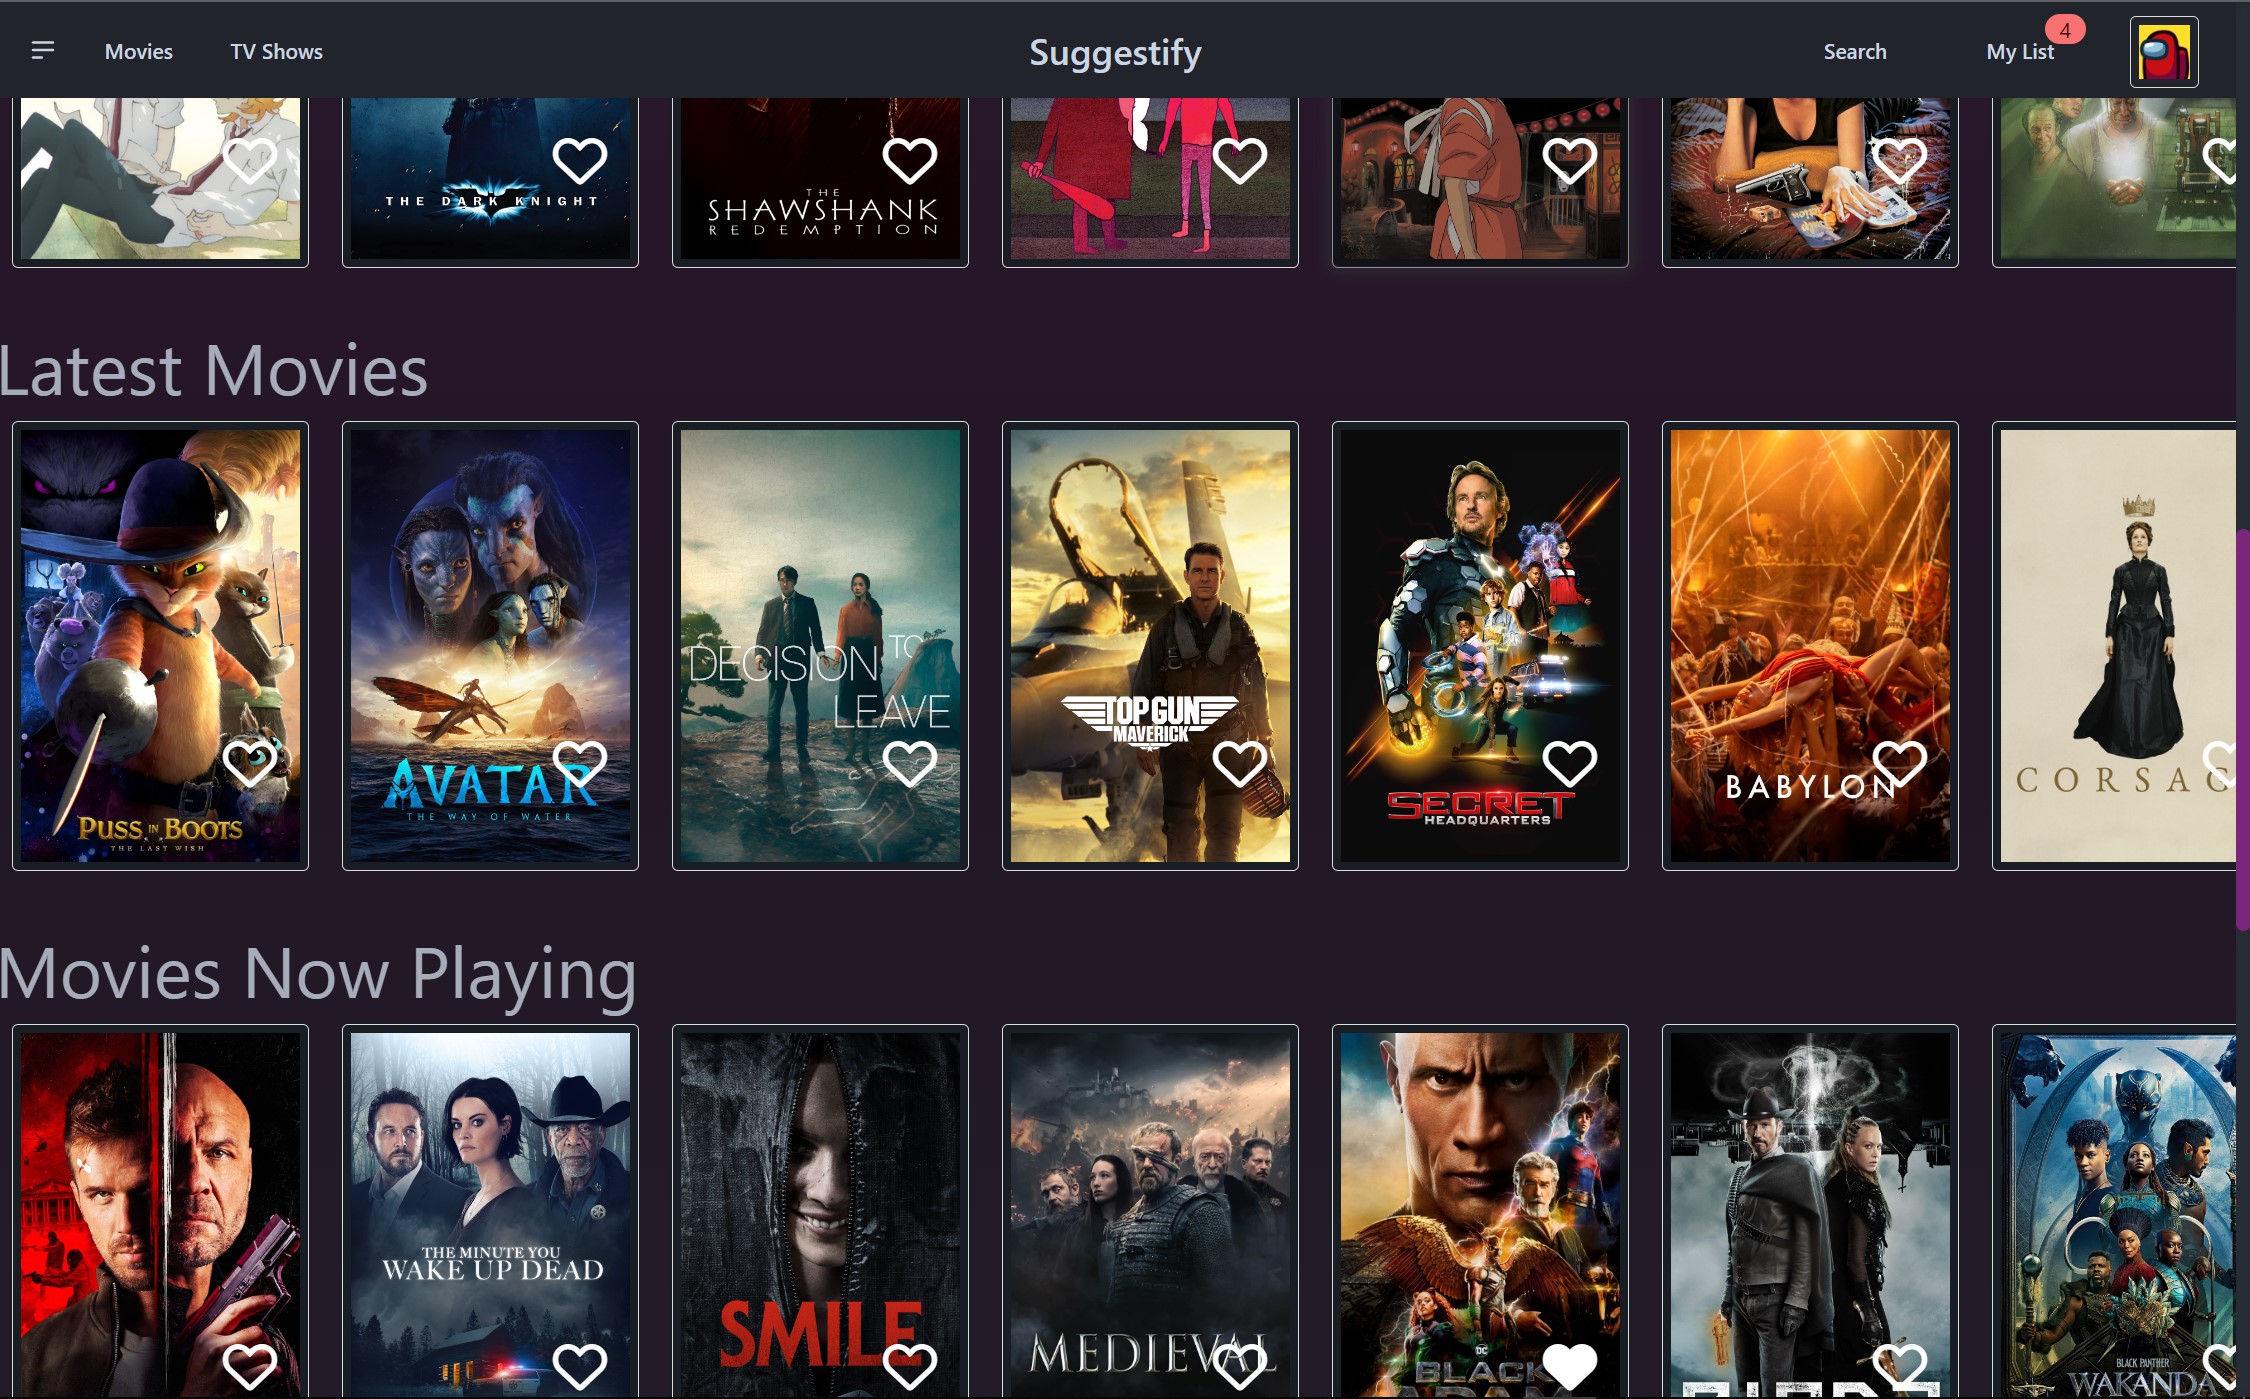 Movies
TV Shows
Suggestify
Search
My List
4
THE DARK KNIGHT
THE
SHAWSHANK
REDEMPTION
Latest Movies
PUSS IN BOOTS
THE LAST WISH
AVATAR
THE WAY OF WATER
DECISION TO
LEAVE
TOP GUN
MAVERICK
SECRET
HEADQUARTERS
BABYLON
CORSAG
Movies Now Playing
THE MINUTE YOU
WAKE UP DEAD
SMILE
MEDIEVAL
DC
BLACK
ADAM
BLACK PANTHER
WAKANDA